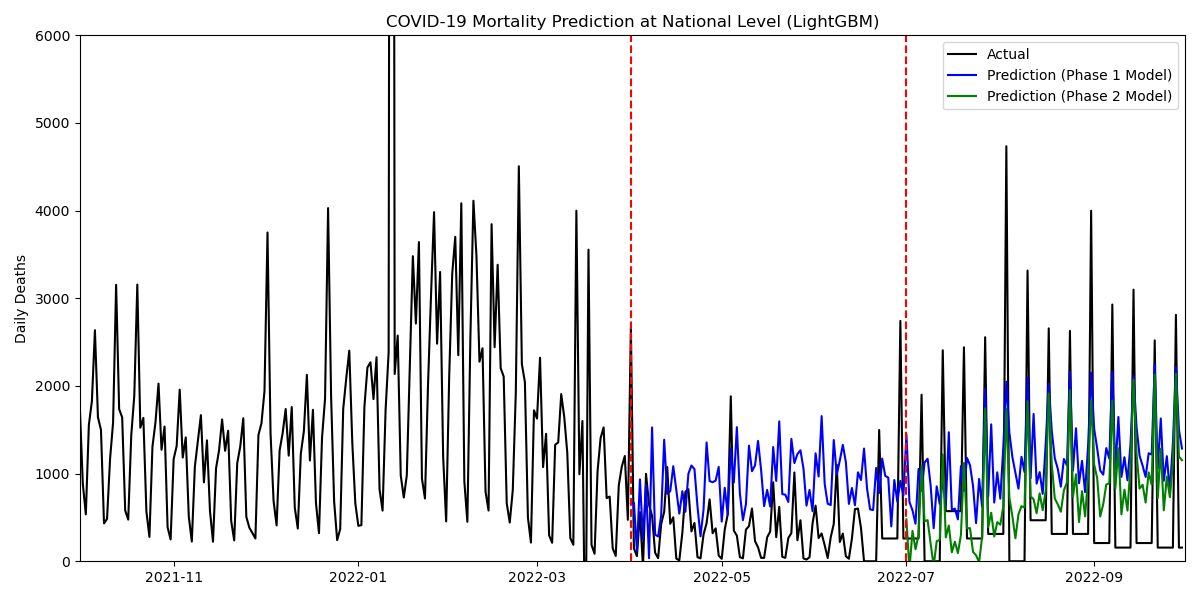 COVID-19 Mortality Prediction at National Level (LightGBM)
Actual
Prediction (Phase 1 Model)
Prediction (Phase 2 Model)
Daily Deaths
6000
5000
4000
3000
2000
1000
0
2021-11
2022-01
2022-03
2022-05
2022-07
2022-09